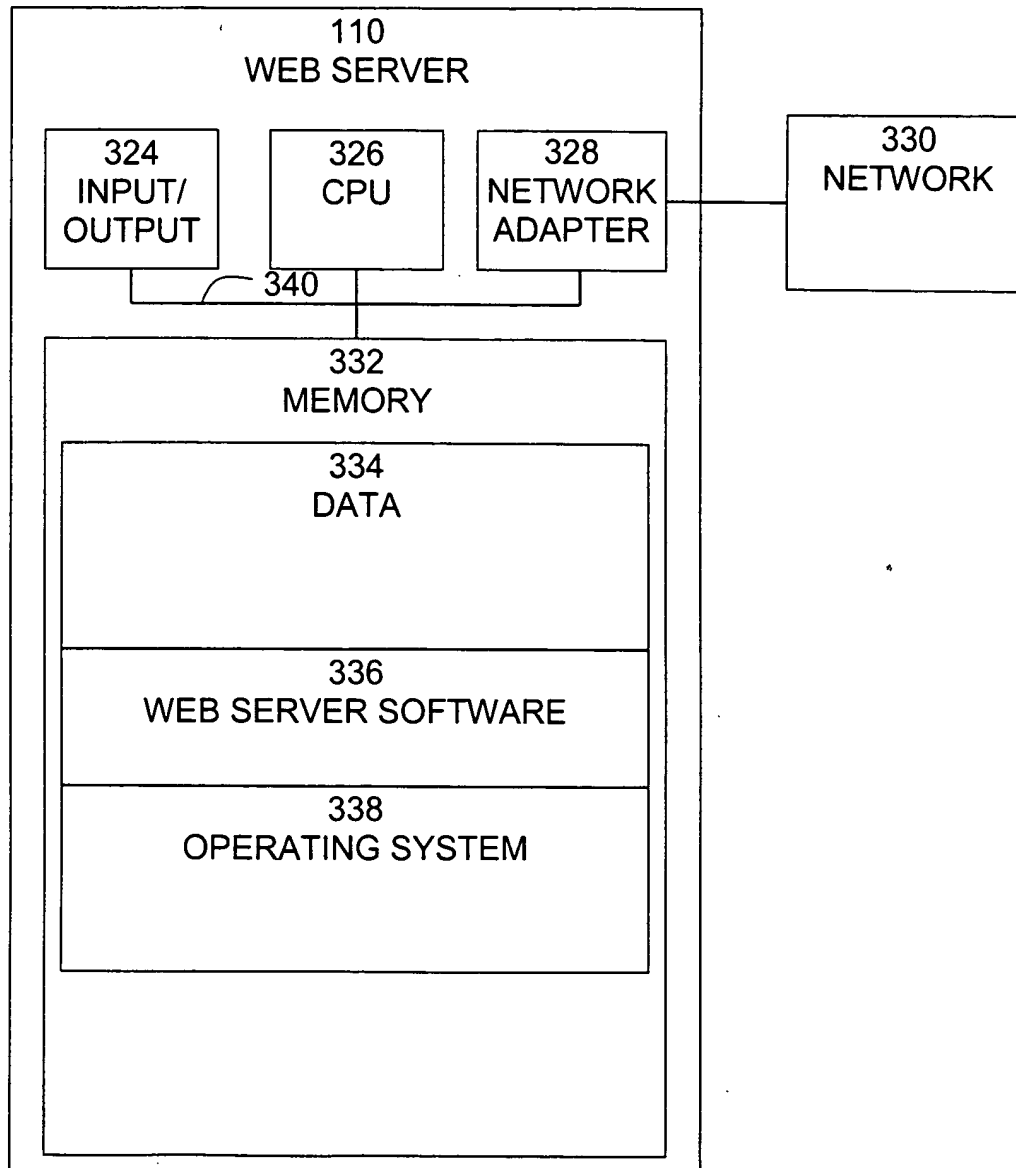 110
WEB SERVER
324
INPUT/
OUTPUT
326
CPU
328
NETWORK
ADAPTER
330
NETWORK
340
332
MEMORY
334
DATA
336
WEB SERVER SOFTWARE
338
OPERATING SYSTEM